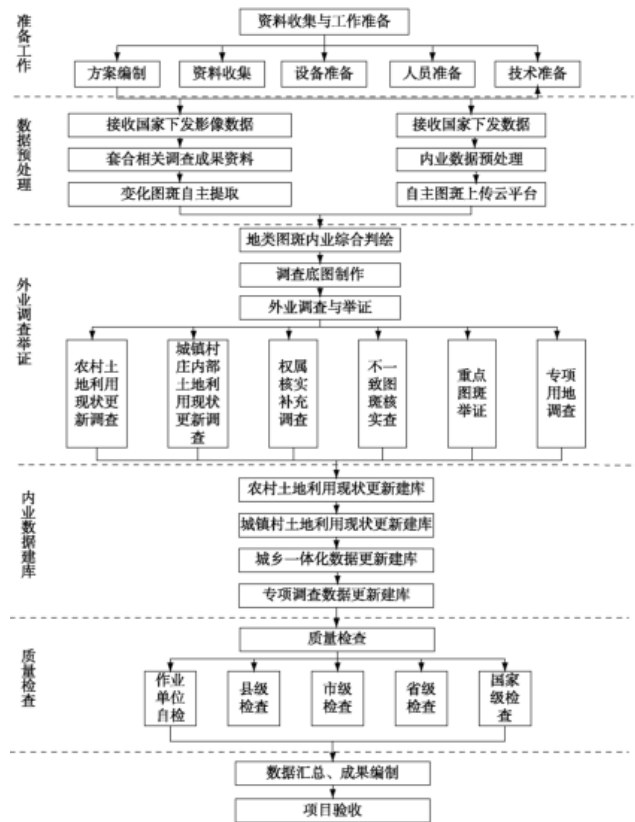 准备工作
资料收集与工作准备
方案编制
资料收集
设备准备
人员准备
技术准备
数据预处理
接收国家下发影像数据
接收国家下发数据
套合相关调查成果资料
内业数据预处理
变化图斑自主提取
自主图斑上传云平台
外业调查举证
地类图斑内业综合判绘
调查底图制作
外业调查与举证
农村土
地利用
现状更
新调查
城镇村
庄内部
土地利
用现状
更新调
查
权属
核实
补充
调查
不一
致图
斑核
实查
重点
图斑
举证
专项
用地
调查
内业数据建库
农村土地利用现状更新建库
城镇村土地利用现状更新建库
城乡一体化数据更新建库
专项调查数据更新建库
质量检查
质量检查
作业
单位
自检
县级
检查
市级
检查
省级
检查
国家
级检
查
数据汇总、成果编制
项目验收